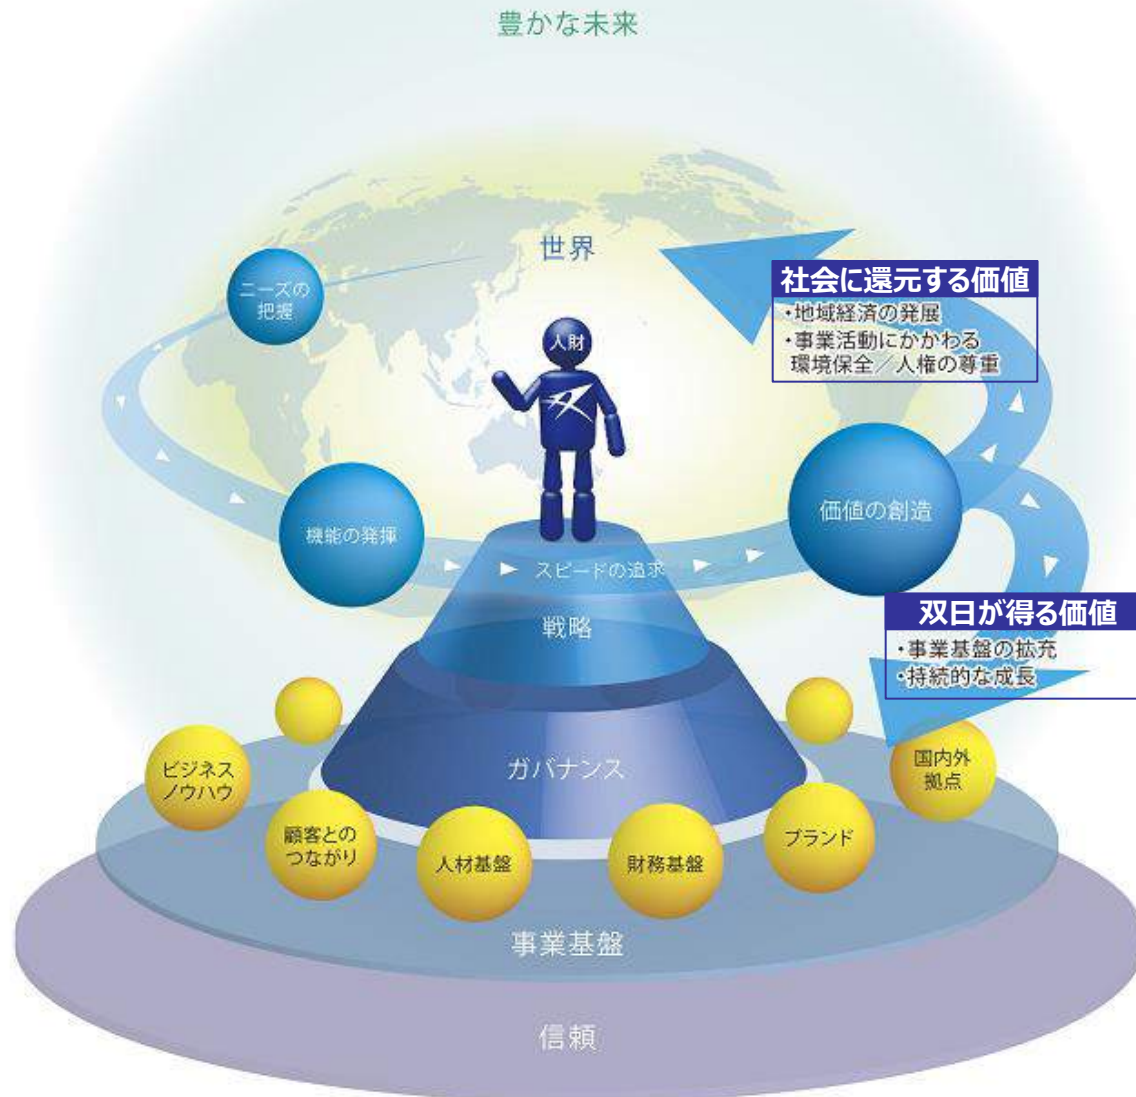 豊かな未来
世界
ニーズの
把握
社会に還元する価値
・地域経済の発展
・事業活動にかかわる
環境保全／人権の尊重
人財
機能の発揮
価値の創造
スピードの追求
戦略
双日が得る価値
・事業基盤の拡充
・持続的な成長
ガバナンス
ビジネス
ノウハウ
顧客との
つながり
人材基盤
財務基盤
ブランド
国内外
拠点
事業基盤
信頼